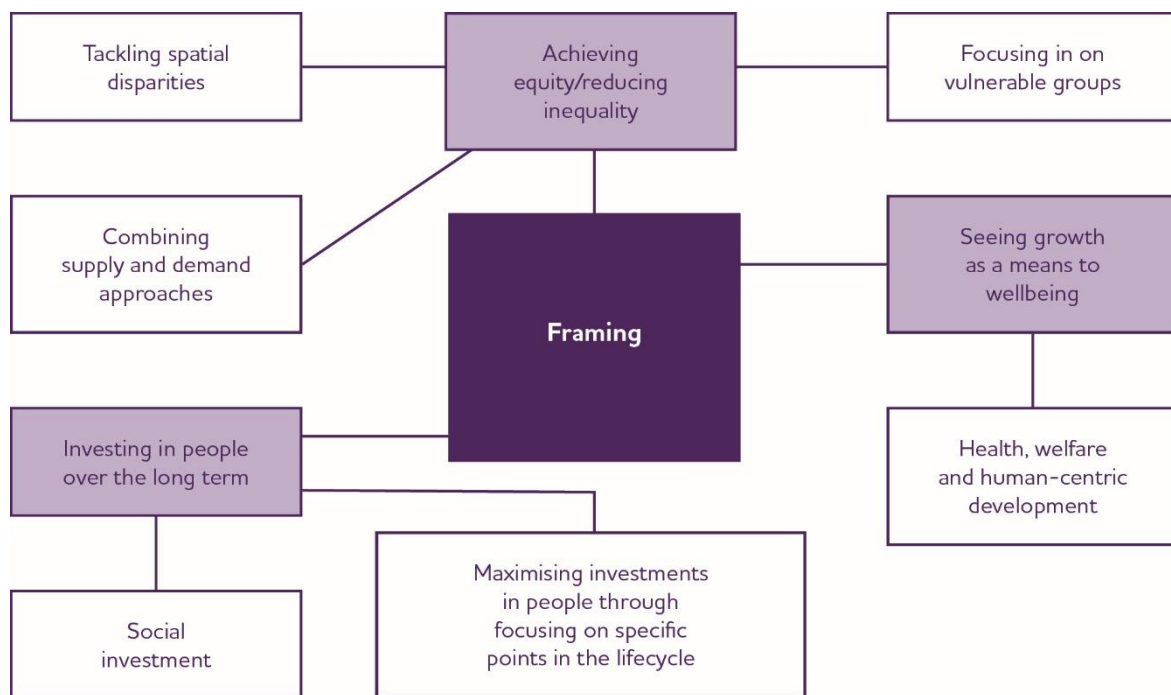 Tackling spatial
disparities
Achieving
equity/reducing
inequality
Focusing in on
vulnerable groups
Combining
supply and demand
approaches
Seeing growth
as a means to
wellbeing
Framing
Investing in people
over the long term
Health, welfare
and human-centric
development
Social
investment
Maximising investments
in people through
focusing on specific
points in the lifecycle